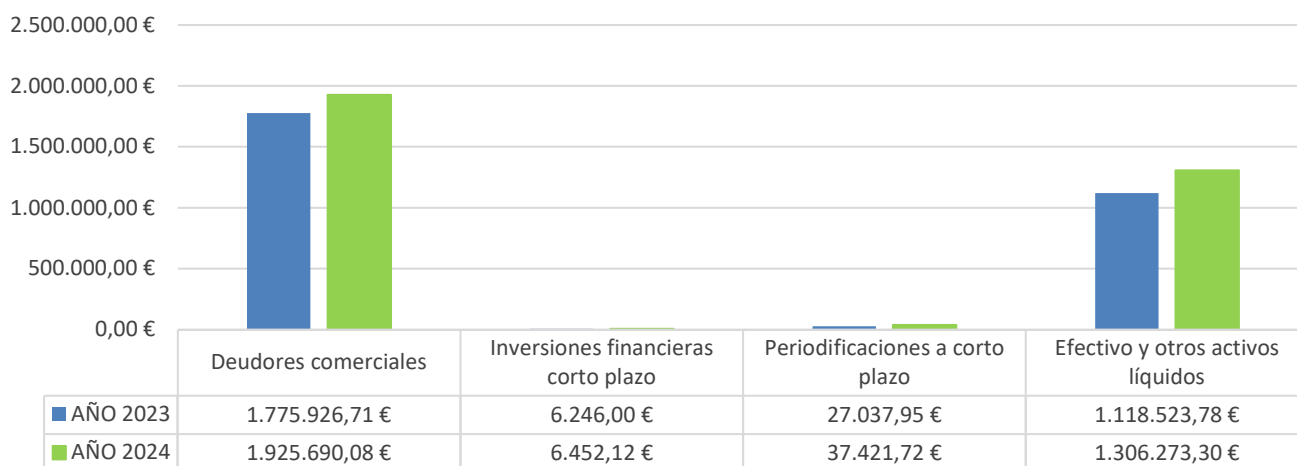 2.500.000,00 €
2.000.000,00 €
1.500.000,00 €
1.000.000,00 €
500.000,00 €
0,00 €
Deudores comerciales
Inversiones financieras
corto plazo
Periodificaciones a corto
plazo
Efectivo y otros activos
líquidos
AÑO 2023 1.775.926,71 € 6.246,00 € 27.037,95 € 1.118.523,78 €
AÑO 2024 1.925.690,08 € 6.452,12 € 37.421,72 € 1.306.273,30 €